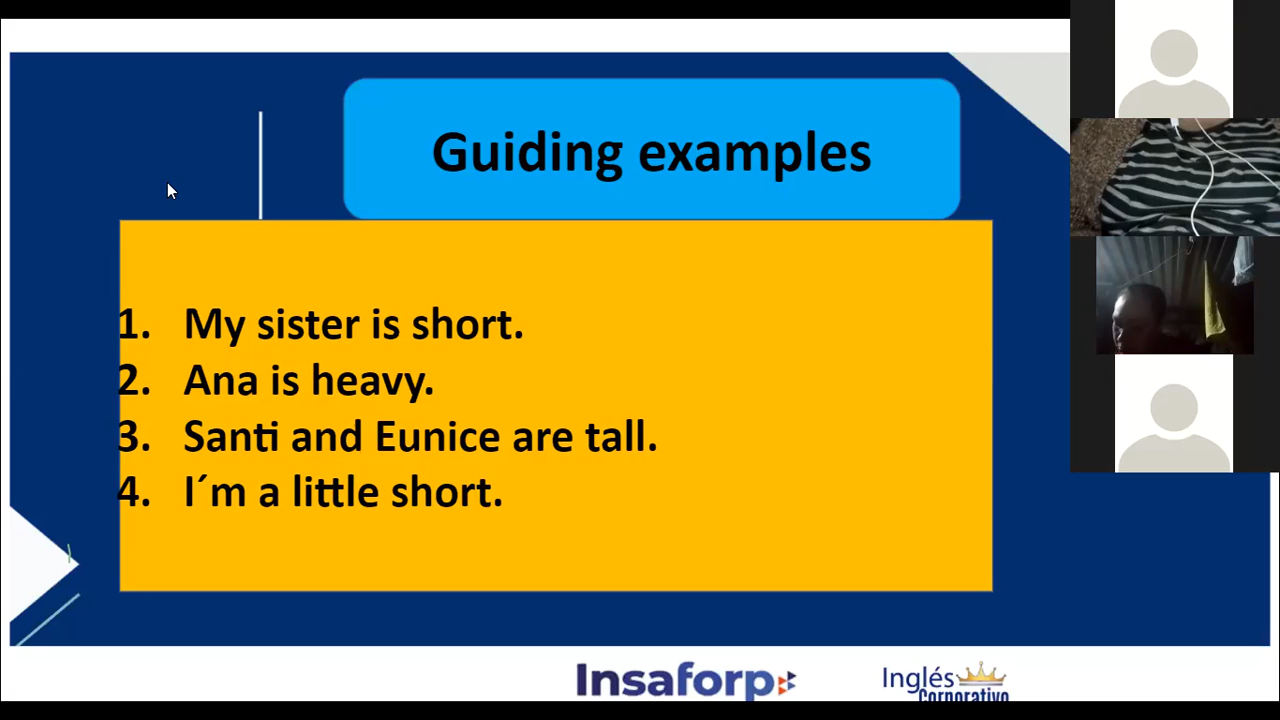 Guiding examples
1. My sister is short.
2. Ana is heavy.
3. Santi and Eunice are tall.
4. I´m a little short.
Insaforp
Inglés
Corporativo